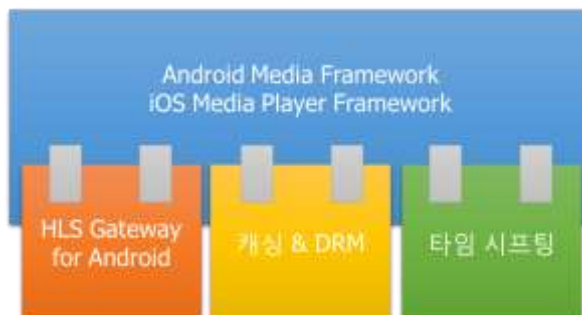 Android Media Framework
iOS Media Player Framework
HLS Gateway
for Android
캐싱 & DRM
타임 시프팅